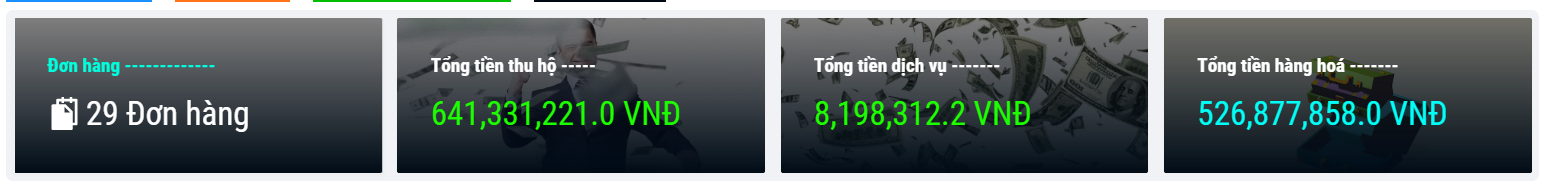 Đơn hàng -------------
29 Đơn hàng
Tổng tiền thu hộ -----
641,331,221.0 VNĐ
Tổng tiền dịch vụ -------
8,198,312.2 VNĐ
Tổng tiền hàng hoá -------
526,877,858.0 VNĐ